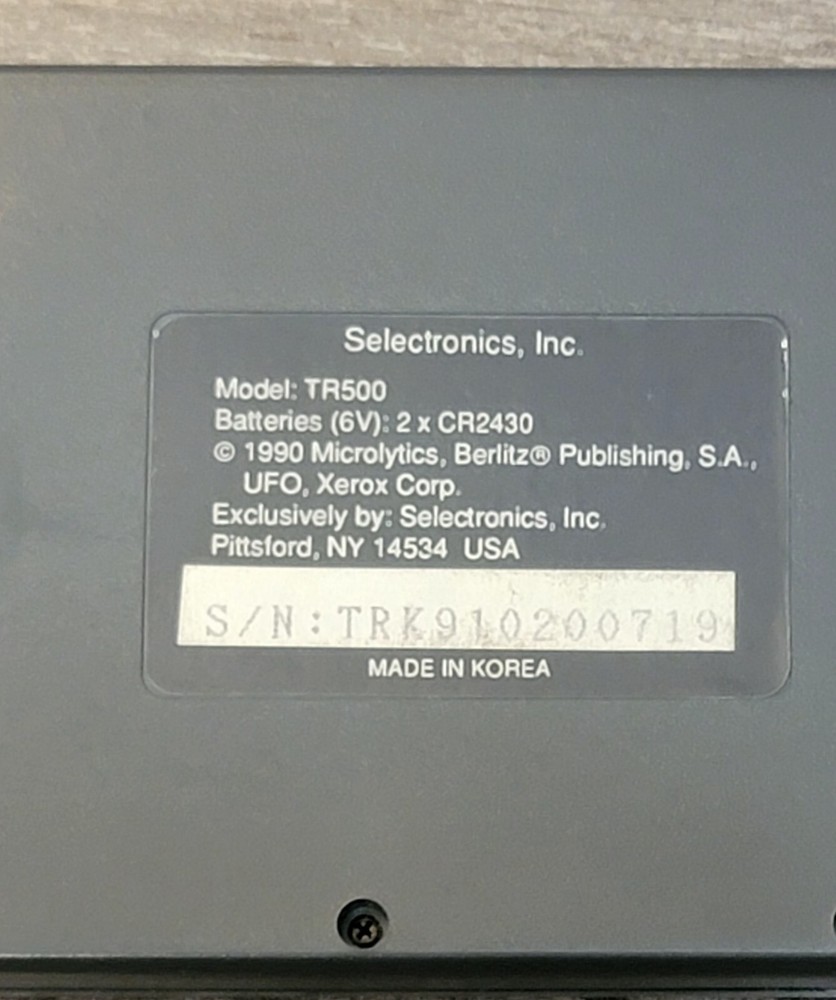 Selectronics, Inc.
Model: TR500
Batteries (6V): 2 x CR2430
© 1990 Microlytics, Berlitz® Publishing, S.A.,
UFO, Xerox Corp.
Exclusively by: Selectronics, Inc.
Pittsford, NY 14534 USA
S/N:TRK910200719
MADE IN KOREA